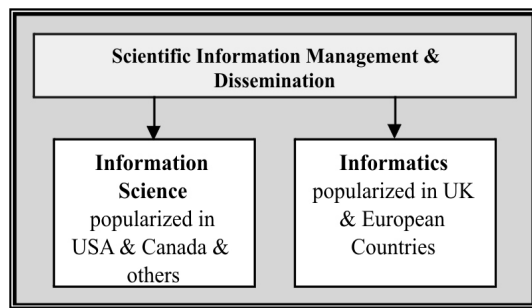 Scientific Information Management &
Dissemination
Information
Science
popularized in
USA & Canada &
others
Informatics
popularized in UK
& European
Countries